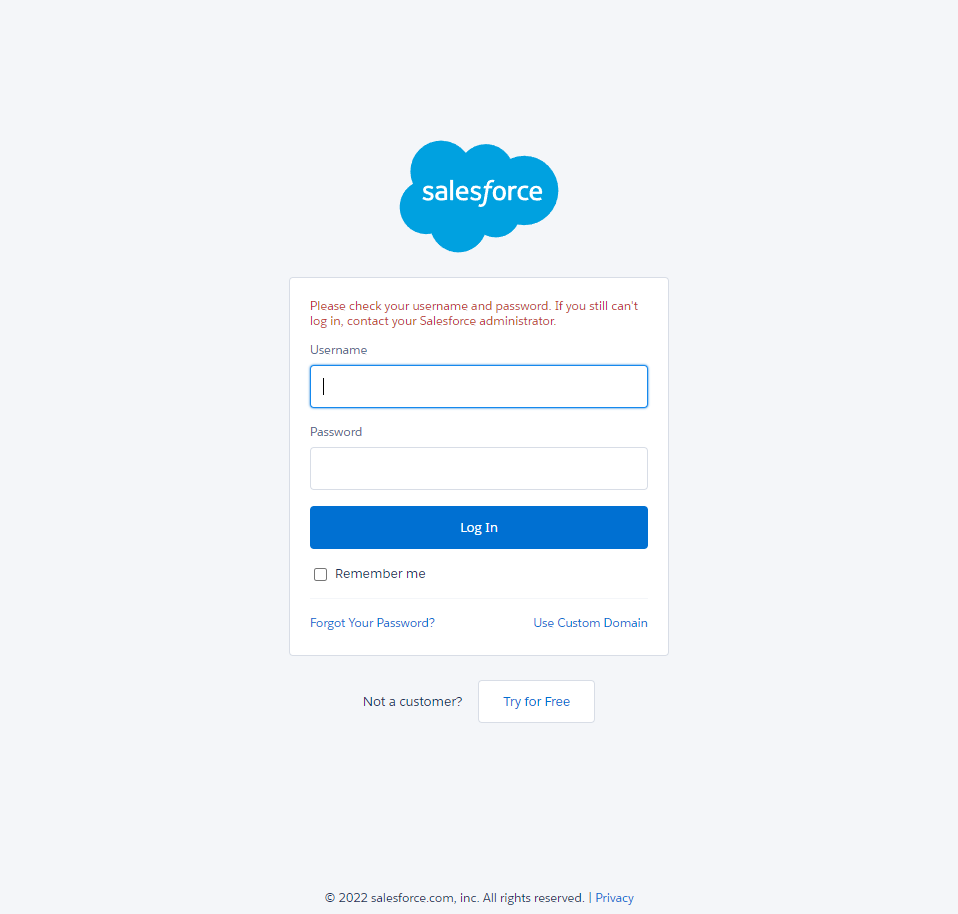 salesforce
Please check your username and password. If you still can't
log in, contact your Salesforce administrator.
Username
Password
Log In
Remember me
Forgot Your Password? Use Custom Domain
Not a customer? Try for Free
© 2022 salesforce.com, inc. All rights reserved. | Privacy